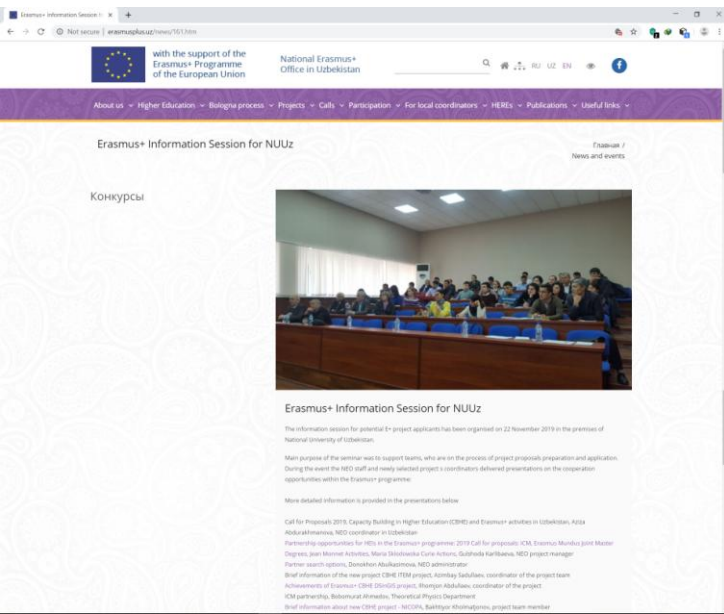 Erasmus+ Information Session fo
Not secure | erasmusplus.uz/news/161.htm
with the support of the
Erasmus+ Programme
of the European Union
National Erasmus+
Office in Uzbekistan
RU UZ EN
About us Higher Education Bologna process Projects Calls Participation For local coordinators HEREs Publications Useful links
Erasmus+ Information Session for NUUz
Главная /
News and events
Конкурсы
Erasmus+ Information Session for NUUz
The information session for potential E+ project applicants has been organised on 22 November 2019 in the premises of
National University of Uzbekistan.
Main purpose of the seminar was to support teams, who are on the process of project proposals preparation and application.
During the event the NEO staff and newly selected project s coordinators delivered presentations on the cooperation
opportunities within the Erasmus+ programme.
More detailed information is provided in the presentations below.
Call for Proposals 2019, Capacity Building in Higher Education (CBHE) and Erasmus+ activities in Uzbekistan, Aziza
Abdurakhmanova, NEO coordinator in Uzbekistan
Partnership opportunities for HEIs in the Erasmus+ programme: 2019 Call for proposals: ICM, Erasmus Mundus Joint Master
Degrees, Jean Monnet Activities, Maria Sklodowska Curie Actions, Gulshoda Karlibaeva, NEO project manager
Partner search options, Donokhon Abulkasimova, NEO administrator
Brief information of the new project CBHE ITEM project, Azimbay Sadullaev, coordinator of the project team
Achievements of Erasmus+ CBHE DSinGIS project, Ilhomjon Abdullaev, coordinator of the project
ICM partnership, Bobomurat Ahmedov, Theoretical Physics Department
Brief information about new CBHE project - NICOPA, Bakhtiyor Kholmatjonov, project team member